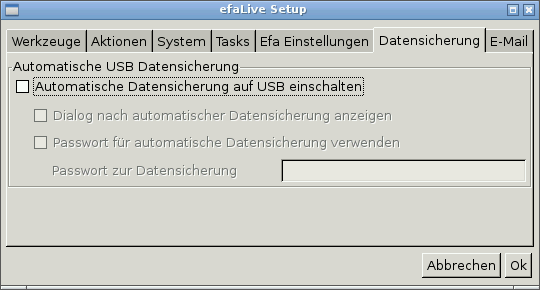 efaLive Setup
Werkzeuge Aktionen System Tasks Efa Einstellungen Datensicherung E-Mail
Automatische USB Datensicherung
Automatische Datensicherung auf USB einschalten
Dialog nach automatischer Datensicherung anzeigen
Passwort für automatische Datensicherung verwenden
Passwort zur Datensicherung
Abbrechen Ok